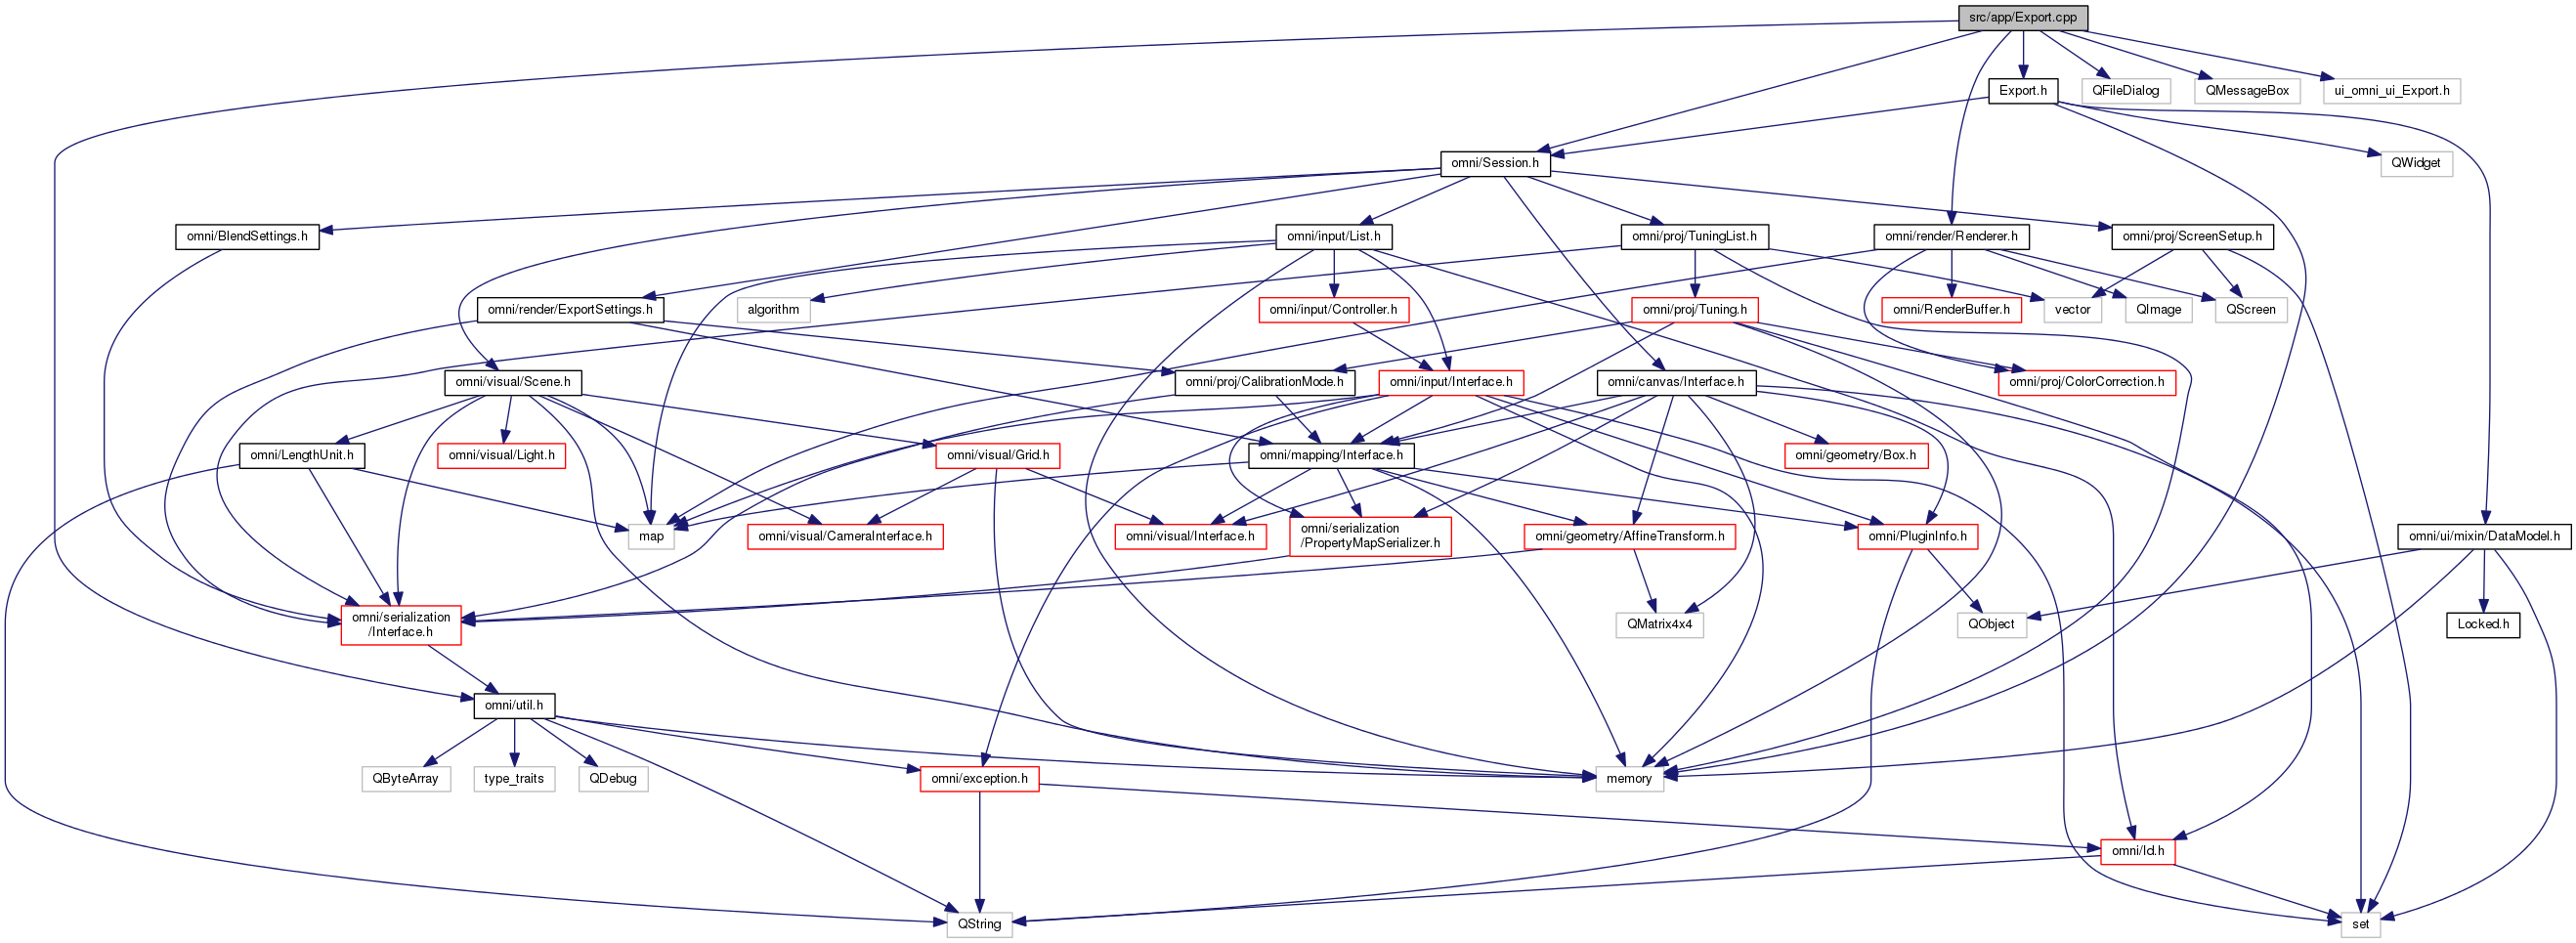 src/app/Export.cpp
Export.h
QFileDialog
QMessageBox
ui_omni_ui_Export.h
omni/Session.h
QWidget
omni/BlendSettings.h
omni/input/List.h
omni/proj/TuningList.h
omni/render/Renderer.h
omni/proj/ScreenSetup.h
omni/render/ExportSettings.h
algorithm
omni/input/Controller.h
omni/proj/Tuning.h
omni/RenderBuffer.h
vector
QImage
QScreen
omni/visual/Scene.h
omni/proj/CalibrationMode.h
omni/input/Interface.h
omni/canvas/Interface.h
omni/proj/ColorCorrection.h
omni/LengthUnit.h
omni/visual/Light.h
omni/visual/Grid.h
omni/mapping/Interface.h
omni/geometry/Box.h
map
omni/visual/CameraInterface.h
omni/visual/Interface.h
omni/serialization
/PropertyMapSerializer.h
omni/geometry/AffineTransform.h
omni/PluginInfo.h
omni/ui/mixin/DataModel.h
omni/serialization
/Interface.h
QMatrix4x4
QObject
Locked.h
omni/util.h
QByteArray
type_traits
QDebug
omni/exception.h
memory
omni/Id.h
QString
set